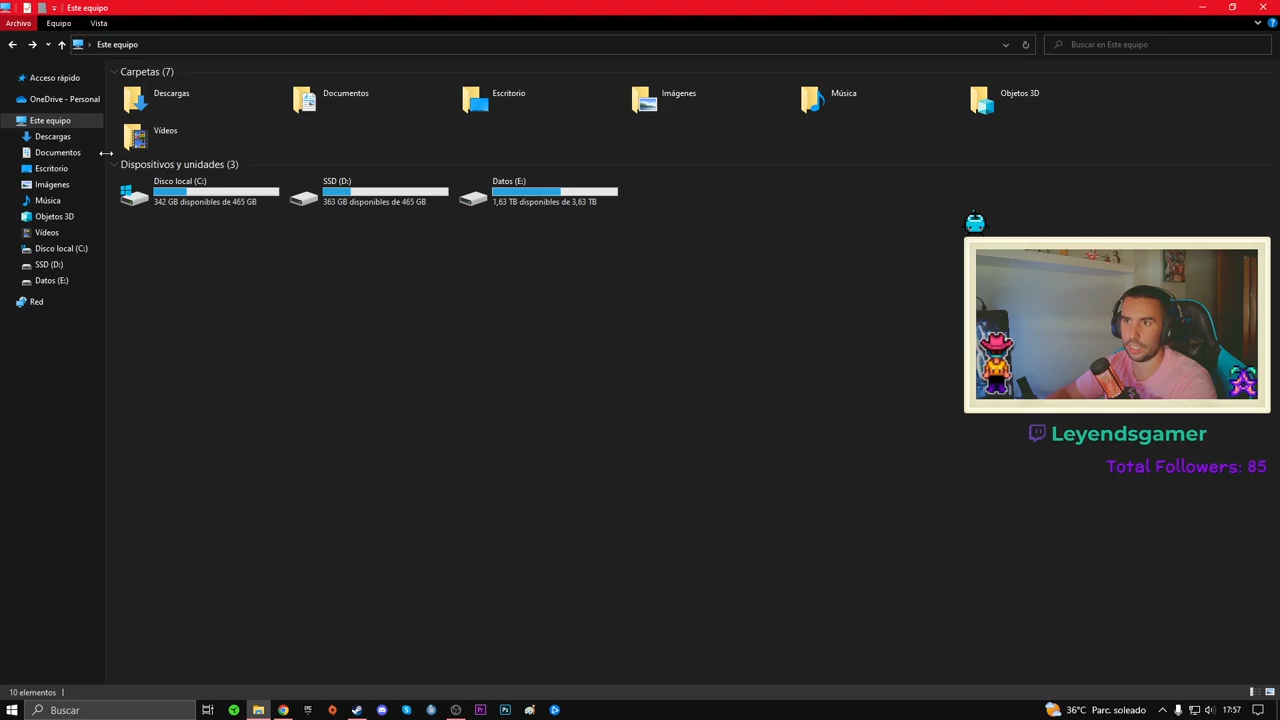 Este equipo
Archivo Equipo Vista
Este equipo Buscar en Este equipo
Acceso rápido
OneDrive - Personal
Este equipo
Descargas
Documentos
Escritorio
Imágenes
Música
Objetos 3D
Vídeos
Disco local (C:)
SSD (D:)
Datos (E:)
Red
Carpetas (7)
Descargas Documentos Escritorio Imágenes Música Objetos 3D
Vídeos
Dispositivos y unidades (3)
Disco local (C:) SSD (D:) Datos (E:)
342 GB disponibles de 465 GB 363 GB disponibles de 465 GB 1,63 TB disponibles de 3,63 TB
Leyendsgamer
Total Followers: 85
10 elementos
Buscar 36°C Parc. soleado 17:57